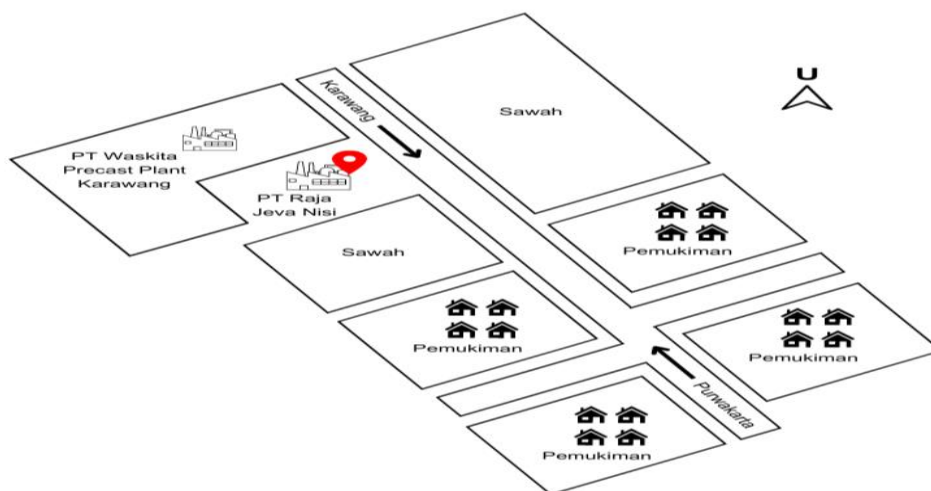 U
Karawang
Sawah
PT Waskita
Precast Plant
Karawang
PT Raja
Jeva Nisi
Sawah
Pemukiman
Pemukiman
Pemukiman
Purwakarta
Pemukiman